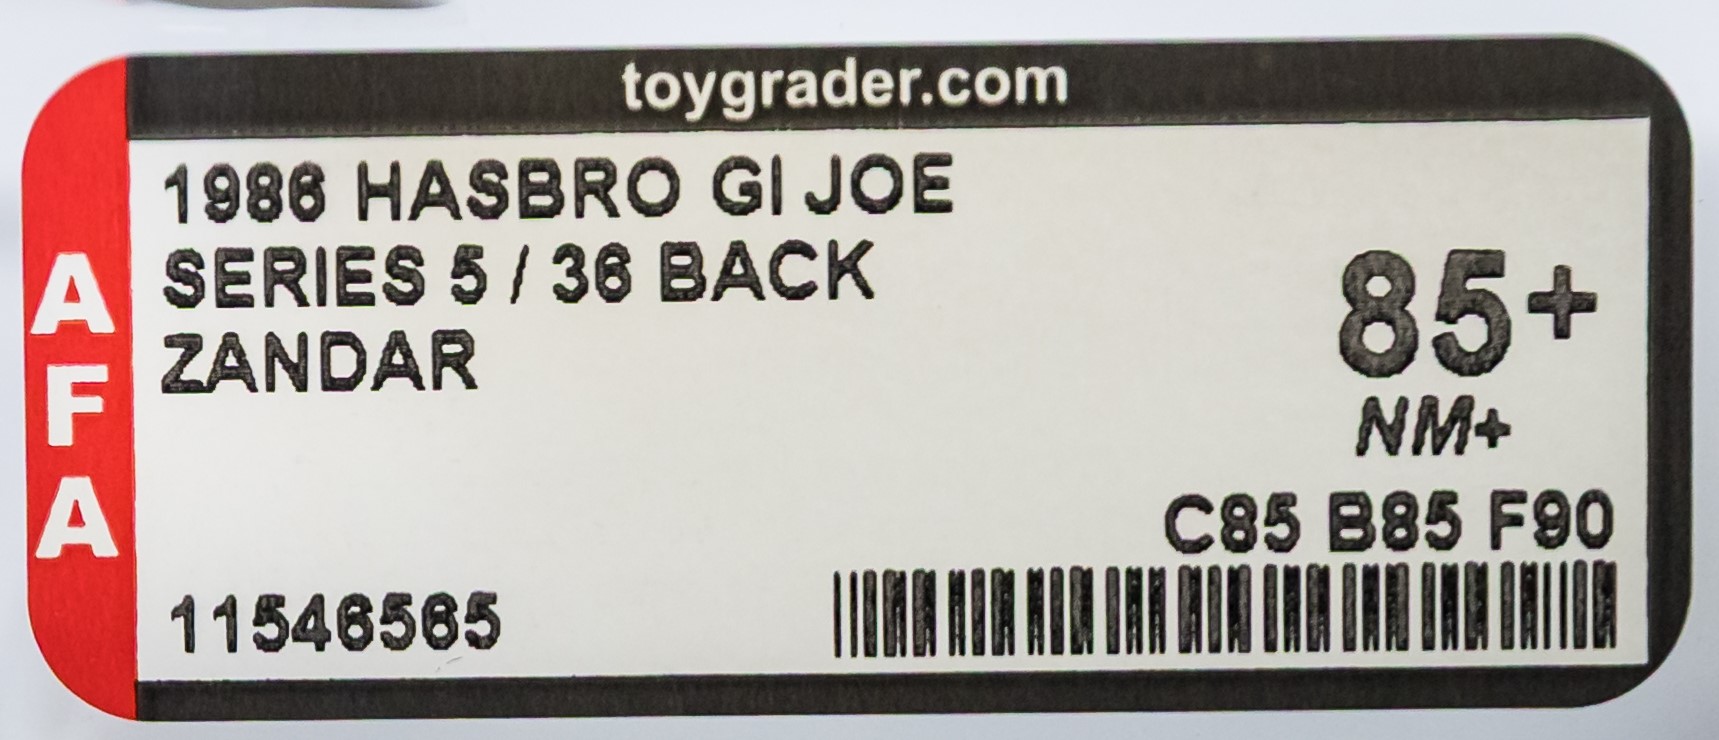 toygrader.com
AFA
1986 HASBRO GI JOE
SERIES 5 / 36 BACK
ZANDAR
85+
NM+
C85 B85 F90
11546565